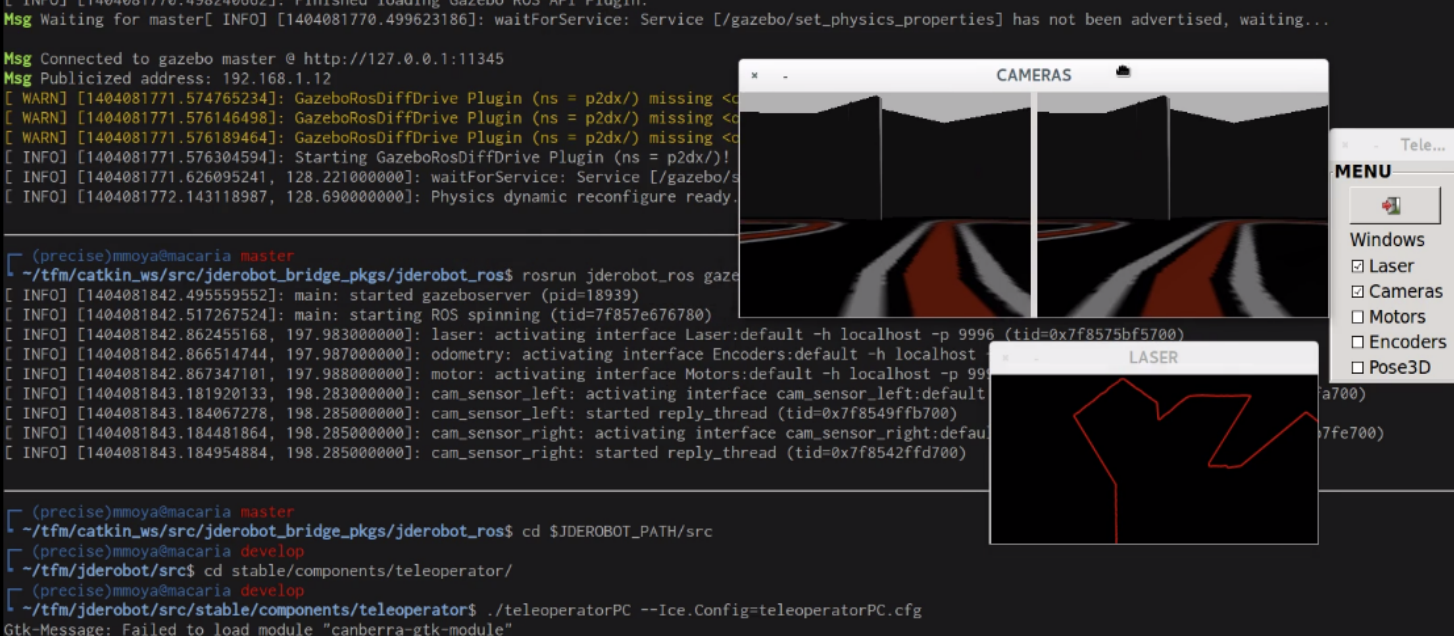 [ INFO] [1404081770.498240662]: Finished loading Gazebo ROS API Plugin.
Msg Waiting for master[ INFO] [1404081770.499623186]: waitForService: Service [/gazebo/set_physics_properties] has not been advertised, waiting...
Msg Connected to gazebo master @ http://127.0.0.1:11345
Msg Publicized address: 192.168.1.12
[ WARN] [1404081771.574765234]: GazeboRosDiffDrive Plugin (ns = p2dx/) missing
[ WARN] [1404081771.576146498]: GazeboRosDiffDrive Plugin (ns = p2dx/) missing
[ WARN] [1404081771.576189464]: GazeboRosDiffDrive Plugin (ns = p2dx/) missing
[ INFO] [1404081771.576304594]: Starting GazeboRosDiffDrive Plugin (ns = p2dx/)!
[ INFO] [1404081771.626095241, 128.221000000]: waitForService: Service [/gazebo/s
[ INFO] [1404081772.143118987, 128.690000000]: Physics dynamic reconfigure ready.
(precise)mmoya@macaria master
~/tfm/catkin_ws/src/jderobot_bridge_pkgs/jderobot_ros$ rosrun jderobot_ros gaze
[ INFO] [1404081842.495559552]: main: started gazeboserver (pid=18939)
[ INFO] [1404081842.517267524]: main: starting ROS spinning (tid=7f857e676780)
[ INFO] [1404081842.862455168, 197.983000000]: laser: activating interface Laser:default -h localhost -p 9996 (tid=0x7f8575bf5700)
[ INFO] [1404081842.866514744, 197.987000000]: odometry: activating interface Encoders:default -h localhost
[ INFO] [1404081842.867347101, 197.988000000]: motor: activating interface Motors:default -h localhost -p 999
[ INFO] [1404081843.181920133, 198.283000000]: cam_sensor_left: activating interface cam_sensor_left:default fa700)
[ INFO] [1404081843.184067278, 198.285000000]: cam_sensor_left: started reply_thread (tid=0x7f8549ffb700)
[ INFO] [1404081843.184481864, 198.285000000]: cam_sensor_right: activating interface cam_sensor_right:defau 7fe700)
[ INFO] [1404081843.184954884, 198.285000000]: cam_sensor_right: started reply_thread (tid=0x7f8542ffd700)
(precise)mmoya@macaria master
~/tfm/catkin_ws/src/jderobot_bridge_pkgs/jderobot_ros$ cd $JDEROBOT_PATH/src
(precise)mmoya@macaria develop
~/tfm/jderobot/src$ cd stable/components/teleoperator/
(precise)mmoya@macaria develop
~/tfm/jderobot/src/stable/components/teleoperator$ ./teleoperatorPC --Ice.Config=teleoperatorPC.cfg
Gtk-Message: Failed to load module "canberra-gtk-module"
CAMERAS
LASER
Tele...
MENU
Windows
Laser
Cameras
Motors
Encoders
Pose3D